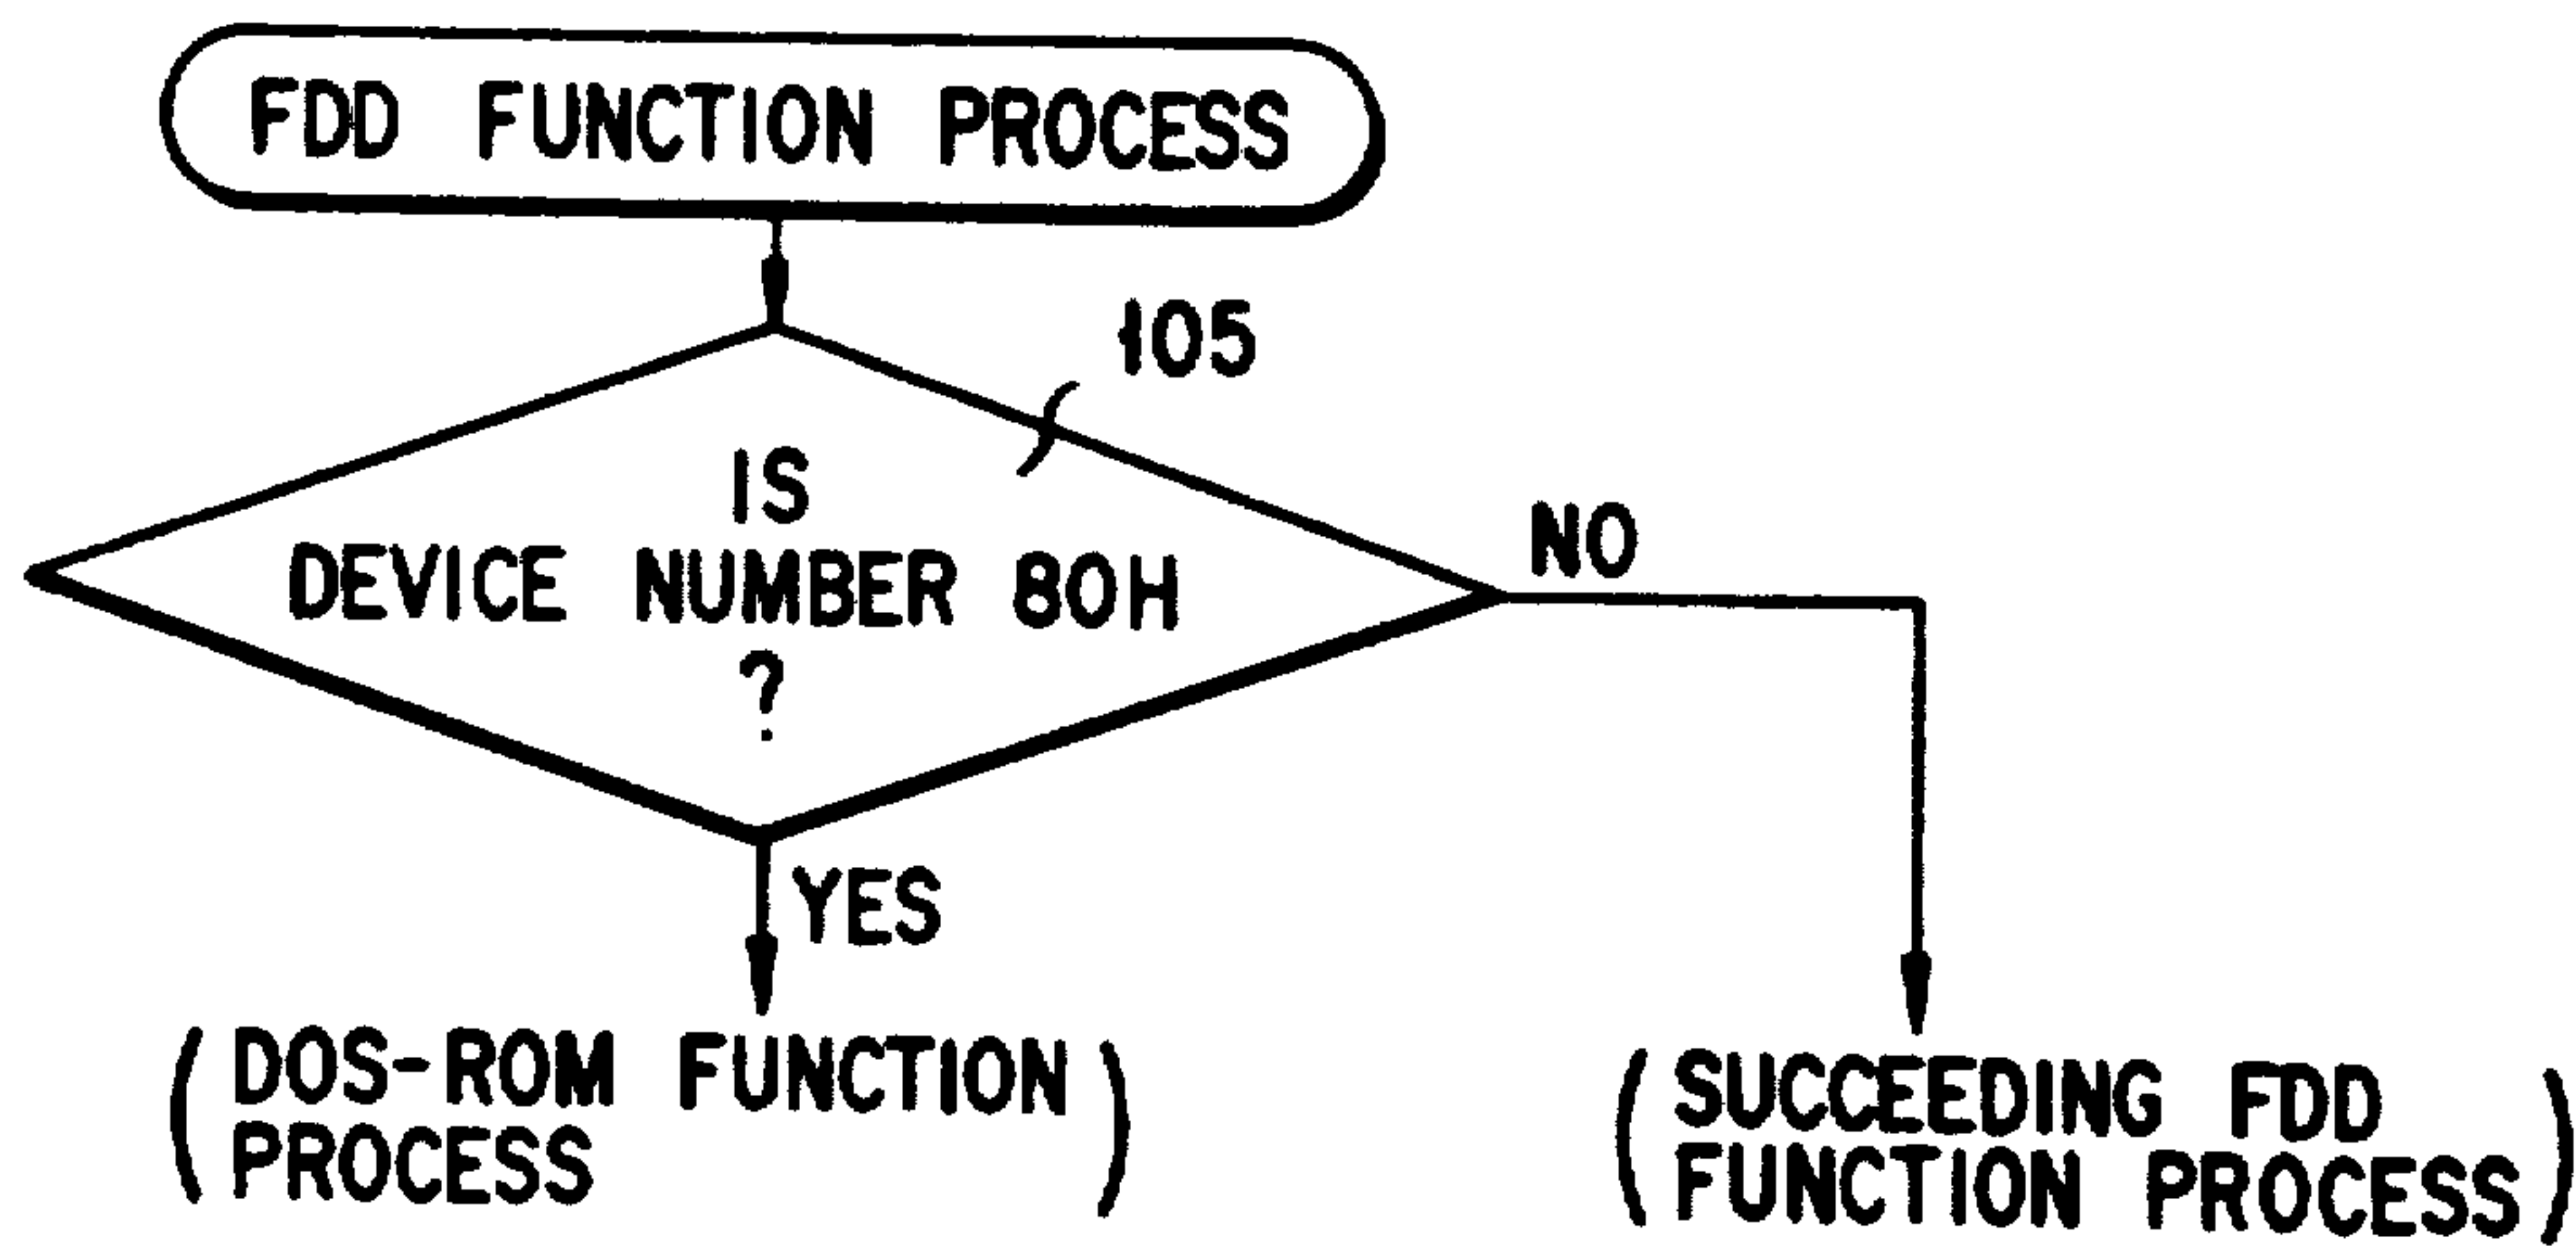 FDD FUNCTION PROCESS
105
IS
DEVICE NUMBER 80H
?
NO
YES
(DOS-ROM FUNCTION
PROCESS)
(SUCCEEDING FDD
FUNCTION PROCESS)